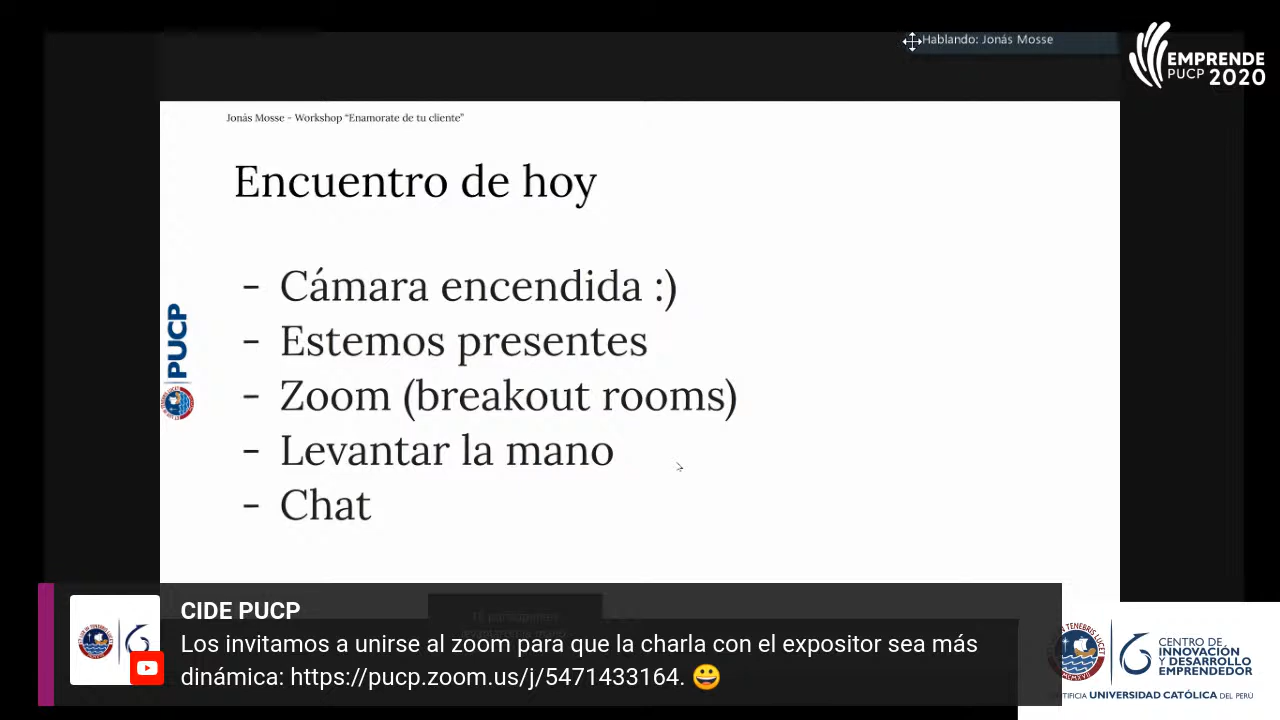 Hablando: Jonás Mosse
EMPRENDE
PUCP 2020
Jonás Mosse - Workshop “Enamorate de tu cliente”
Encuentro de hoy
- Cámara encendida :)
- Estemos presentes
- Zoom (breakout rooms)
- Levantar la mano
- Chat
PUCP
CIDE PUCP
Los invitamos a unirse al zoom para que la charla con el expositor sea más
dinámica: https://pucp.zoom.us/j/5471433164. 😀
CENTRO DE
INNOVACIÓN
Y DESARROLLO
EMPRENDEDOR
UNIVERSIDAD CATÓLICA DEL PERÚ